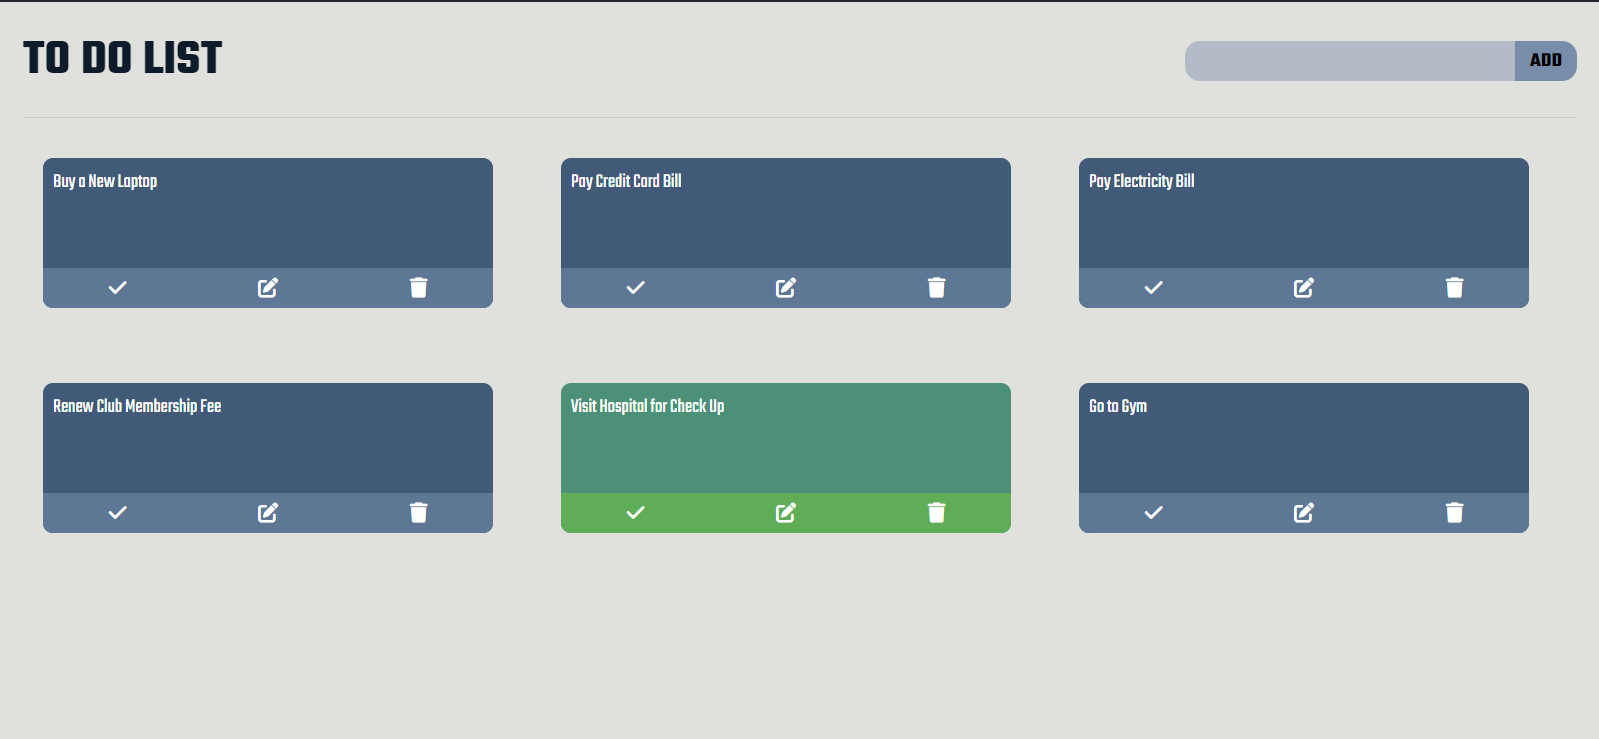 TO DO LIST
ADD
Buy a New Laptop
Pay Credit Card Bill
Pay Electricity Bill
Renew Club Membership Fee
Visit Hospital for Check Up
Go to Gym